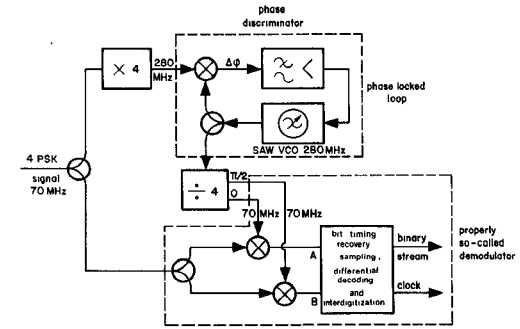 phase
discriminator
× 4
280
MHz
Δφ
phase locked
loop
SAW VCO 280MHz
4 PSK
signal
70 MHz
÷ 4
π/2
0
70 MHz
70 MHz
A
B
bit timing
recovery
sampling,
differential
decoding
and
interdigitization
binary
stream
clock
properly
so-called
demodulator